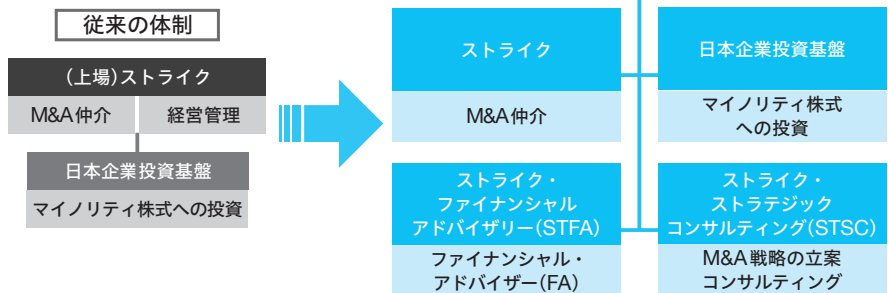 従来の体制
(上場)ストライク
M&A仲介
経営管理
日本企業投資基盤
マイノリティ株式への投資
ストライク
M&A仲介
日本企業投資基盤
マイノリティ株式
への投資
ストライク・
ファイナンシャル
アドバイザリー(STFA)
ファイナンシャル・
アドバイザー(FA)
ストライク・
ストラテジック
コンサルティング(STSC)
M&A戦略の立案
コンサルティング